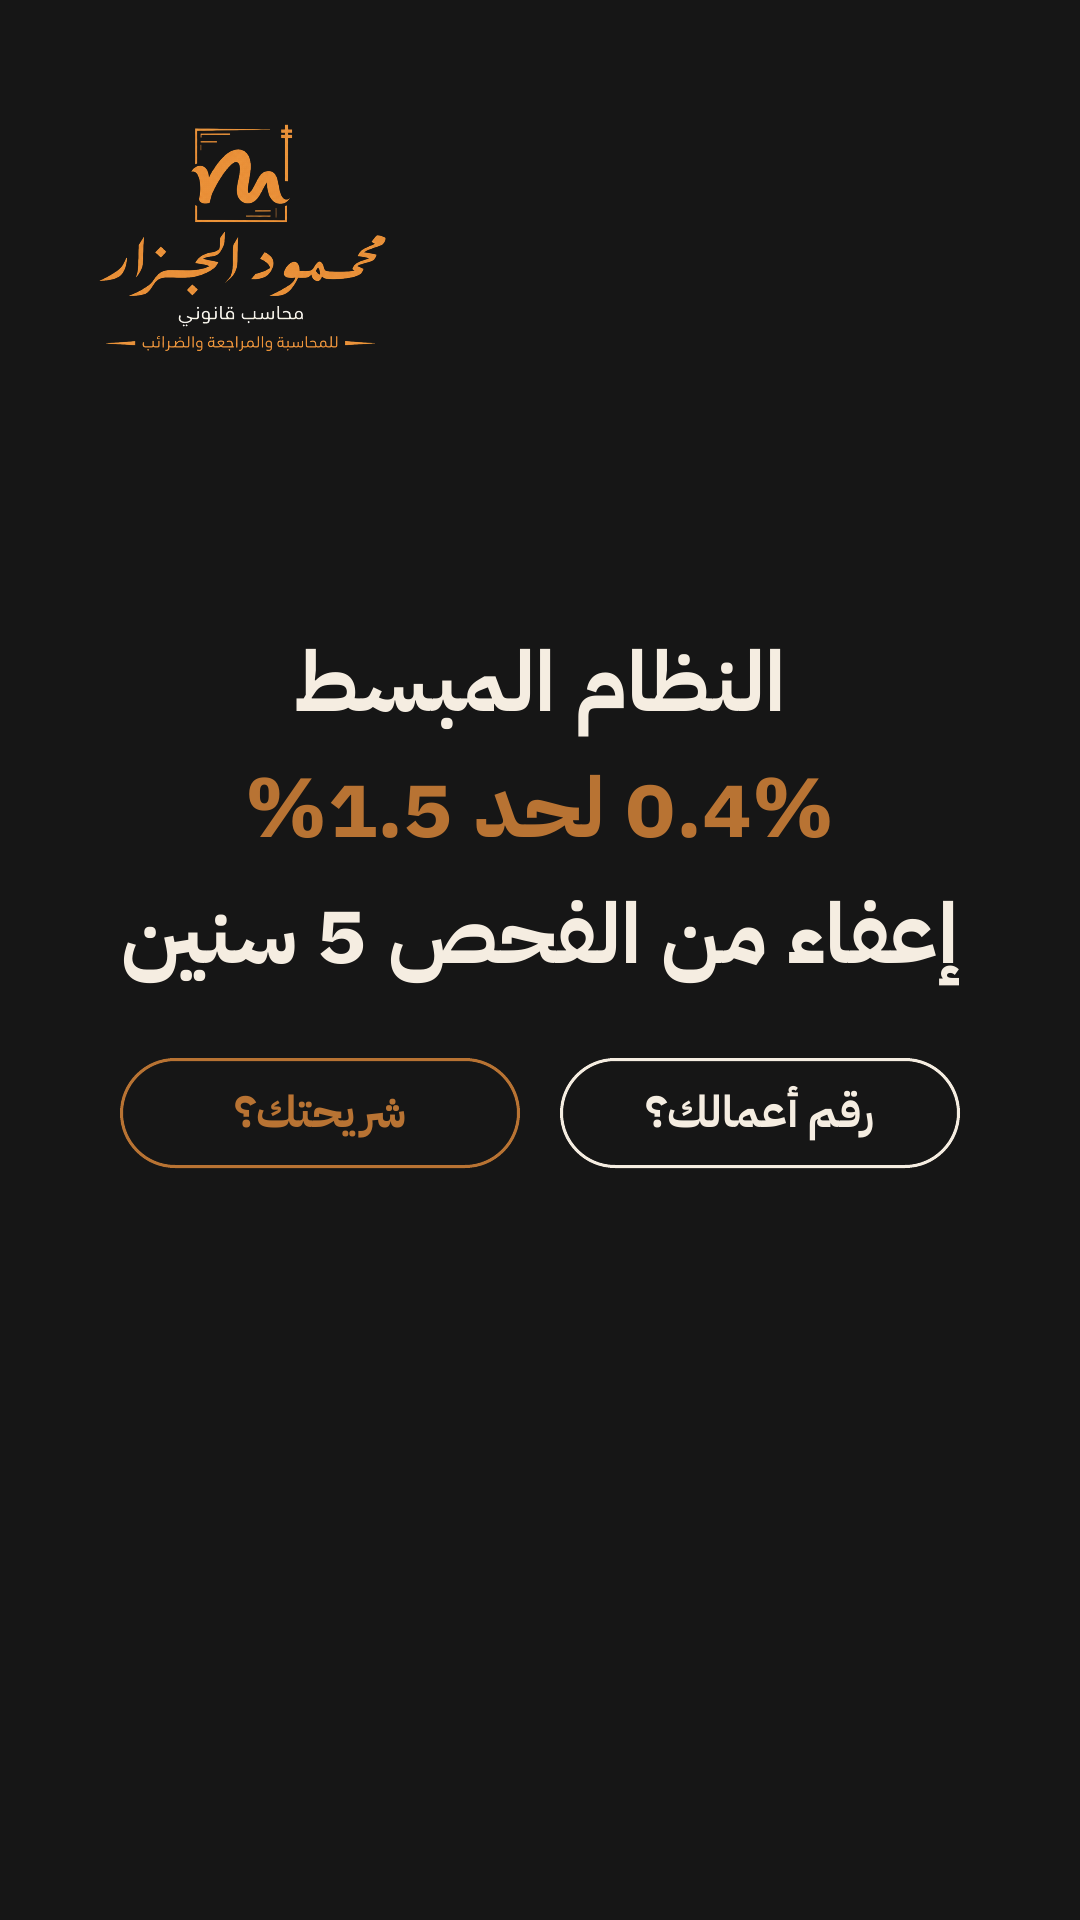 محمود الجزار
محاسب قانوني
للمحاسبة والمراجعة والضرائب
النظام المبسط
0.4% لحد 1.5%
إعفاء من الفحص 5 سنين
رقم أعمالك؟
شريحتك؟